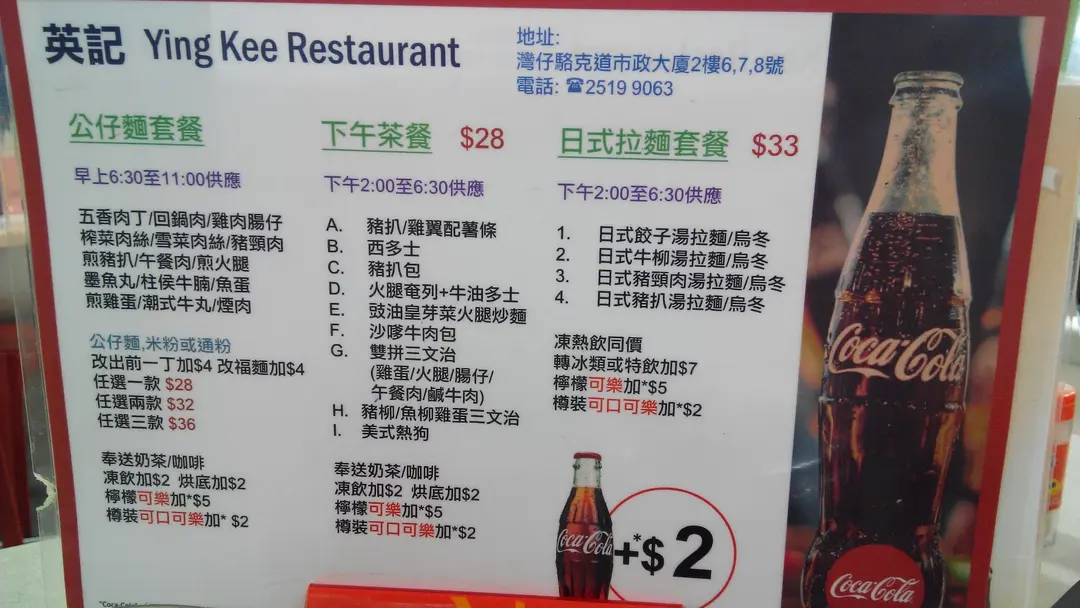 英記 Ying Kee Restaurant
地址:
灣仔駱克道市政大廈2樓6,7,8號
電話: ☎2519 9063
公仔麵套餐
早上6:30至11:00供應
五香肉丁/回鍋肉/雞肉腸仔
榨菜肉絲/雪菜肉絲/豬頸肉
煎豬扒/午餐肉/煎火腿
墨魚丸/柱侯牛腩/魚蛋
煎雞蛋/潮式牛丸/煙肉
公仔麵,米粉或通粉
改出前一丁加$4 改福麵加$4
任選一款 $28
任選兩款 $32
任選三款 $36
奉送奶茶/咖啡
凍飲加$2 烘底加$2
檸檬可樂加*$5
樽裝可口可樂加* $2
下午茶餐 $28
下午2:00至6:30供應
A. 豬扒/雞翼配薯條
B. 西多士
C. 豬扒包
D. 火腿奄列+牛油多士
E. 豉油皇芽菜火腿炒麵
F. 沙嗲牛肉包
G. 雙拼三文治
(雞蛋/火腿/腸仔/
午餐肉/鹹牛肉)
H. 豬柳/魚柳雞蛋三文治
I. 美式熱狗
奉送奶茶/咖啡
凍飲加$2 烘底加$2
檸檬可樂加*$5
樽裝可口可樂加*$2
日式拉麵套餐 $33
下午2:00至6:30供應
1. 日式餃子湯拉麵/烏冬
2. 日式牛柳湯拉麵/烏冬
3. 日式豬頸肉湯拉麵/烏冬
4. 日式豬扒湯拉麵/烏冬
凍熱飲同價
轉冰類或特飲加$7
檸檬可樂加*$5
樽裝可口可樂加*$2
Coca-Cola
+*$2
Coca-Cola
Coca-Cola
"Coca-Cola"